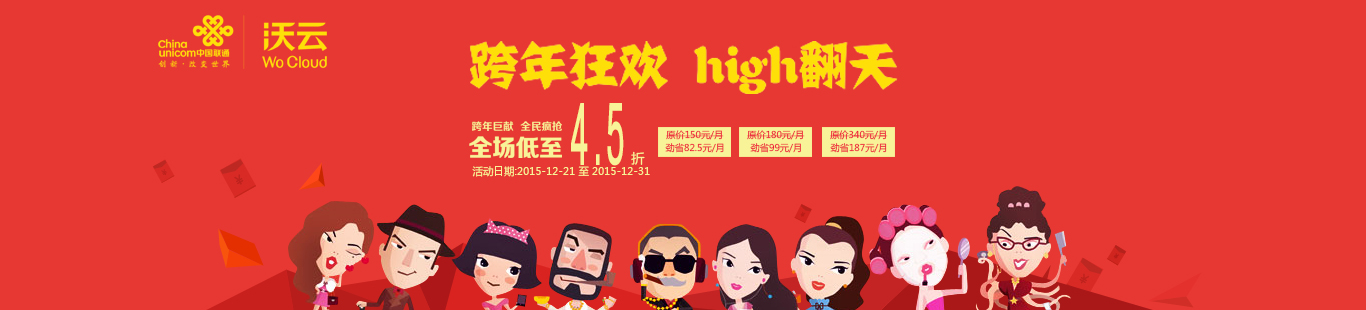 China
unicom中国联通
创新·改变世界
沃云
Wo Cloud
跨年狂欢 high翻天
跨年巨献 全民疯抢
全场低至 4.5 折
活动日期:2015-12-21 至 2015-12-31
原价150元/月
劲省82.5元/月
原价180元/月
劲省99元/月
原价340元/月
劲省187元/月